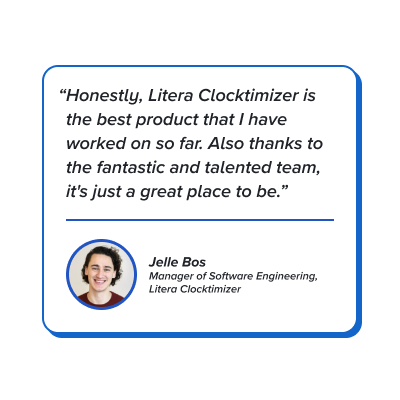 “Honestly, Litera Clocktimizer is
the best product that I have
worked on so far. Also thanks to
the fantastic and talented team,
it's just a great place to be.”
Jelle Bos
Manager of Software Engineering,
Litera Clocktimizer